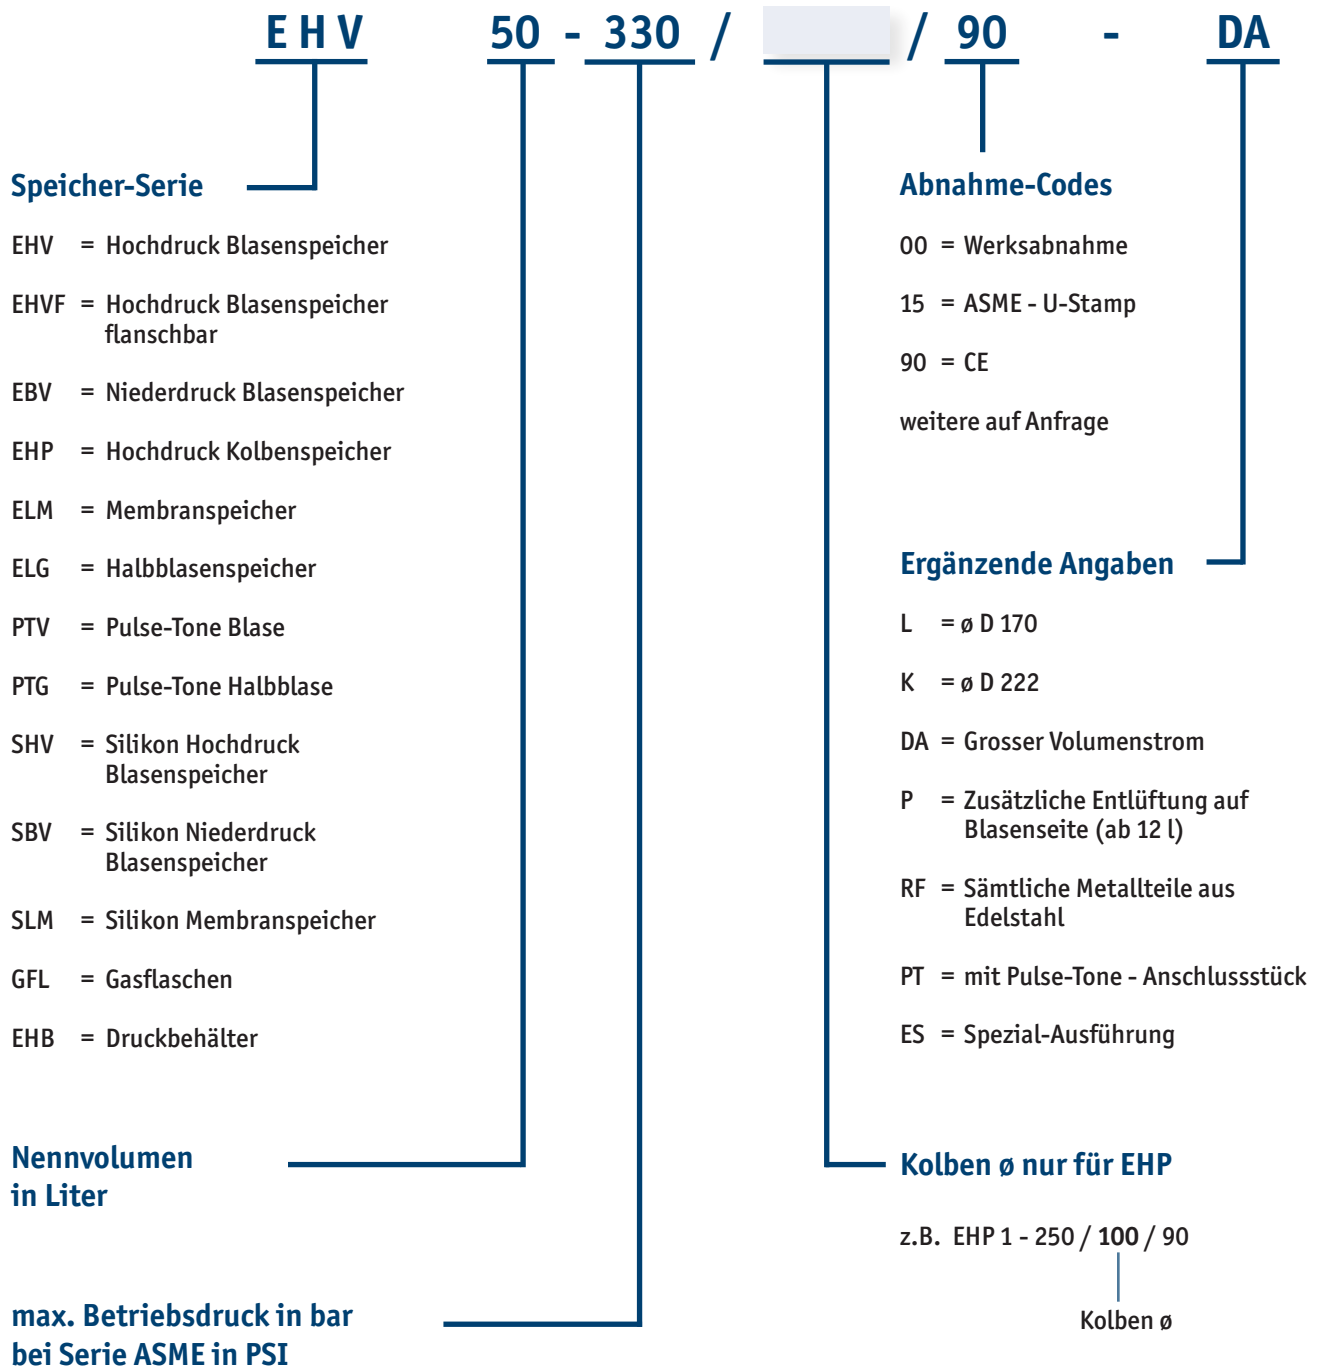 E H V 50 - 330 / / 90 - DA
Speicher-Serie
EHV = Hochdruck Blasenspeicher
EHVF = Hochdruck Blasenspeicher
flanschbar
EBV = Niederdruck Blasenspeicher
EHP = Hochdruck Kolbenspeicher
ELM = Membranspeicher
ELG = Halbblasenspeicher
PTV = Pulse-Tone Blase
PTG = Pulse-Tone Halbblase
SHV = Silikon Hochdruck
Blasenspeicher
SBV = Silikon Niederdruck
Blasenspeicher
SLM = Silikon Membranspeicher
GFL = Gasflaschen
EHB = Druckbehälter
Nennvolumen
in Liter
max. Betriebsdruck in bar
bei Serie ASME in PSI
Abnahme-Codes
00 = Werksabnahme
15 = ASME - U-Stamp
90 = CE
weitere auf Anfrage
Ergänzende Angaben
L = ø D 170
K = ø D 222
DA = Grosser Volumenstrom
P = Zusätzliche Entlüftung auf
Blasenseite (ab 12 l)
RF = Sämtliche Metallteile aus
Edelstahl
PT = mit Pulse-Tone - Anschlussstück
ES = Spezial-Ausführung
Kolben ø nur für EHP
z.B. EHP 1 - 250 / 100 / 90
Kolben ø